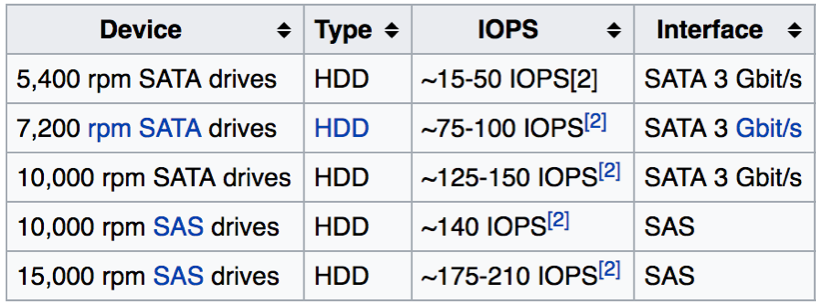 Device Type IOPS Interface
5,400 rpm SATA drives HDD ~15-50 IOPS[2] SATA 3 Gbit/s
7,200 rpm SATA drives HDD ~75-100 IOPS[2] SATA 3 Gbit/s
10,000 rpm SATA drives HDD ~125-150 IOPS[2] SATA 3 Gbit/s
10,000 rpm SAS drives HDD ~140 IOPS[2] SAS
15,000 rpm SAS drives HDD ~175-210 IOPS[2] SAS